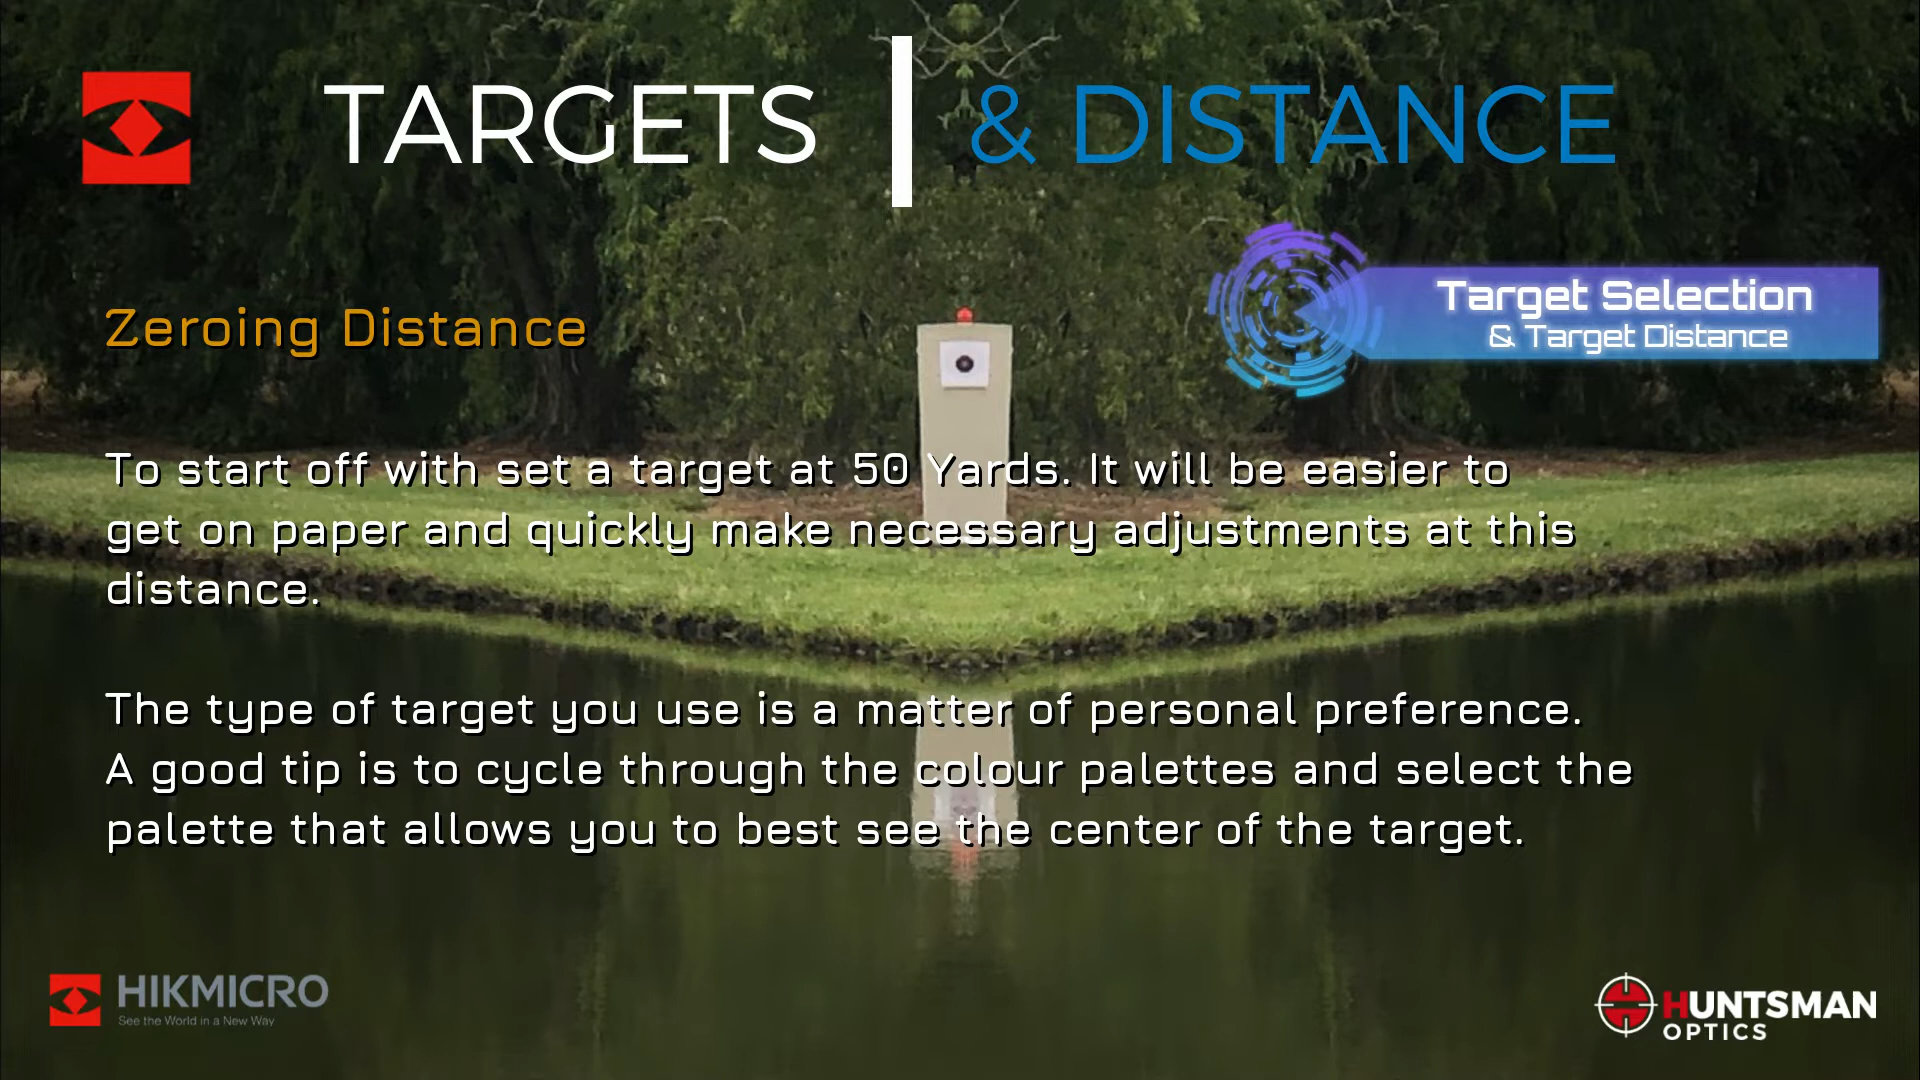 TARGETS & DISTANCE
Target Selection
& Target Distance
Zeroing Distance
To start off with set a target at 50 Yards. It will be easier to
get on paper and quickly make necessary adjustments at this
distance.
The type of target you use is a matter of personal preference.
A good tip is to cycle through the colour palettes and select the
palette that allows you to best see the center of the target.
HIKMICRO
See the World in a New Way
HUNTSMAN
OPTICS